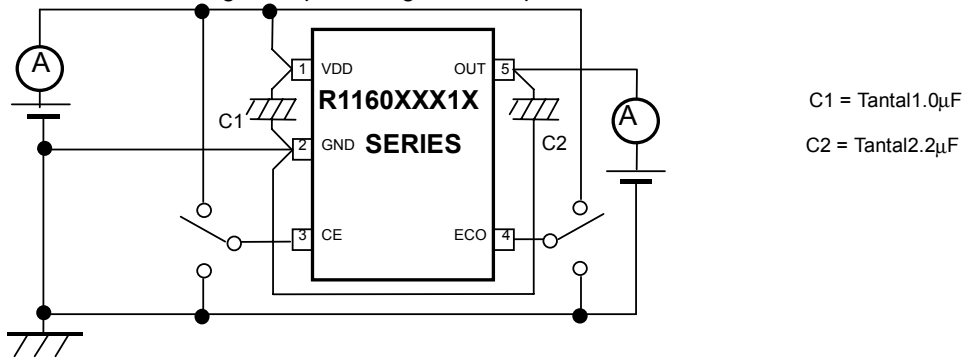 A
1 VDD OUT 5
R1160XXX1X
C1
2 GND SERIES
C2
A
3 CE ECO 4
C1 = Tantal1.0μF
C2 = Tantal2.2μF